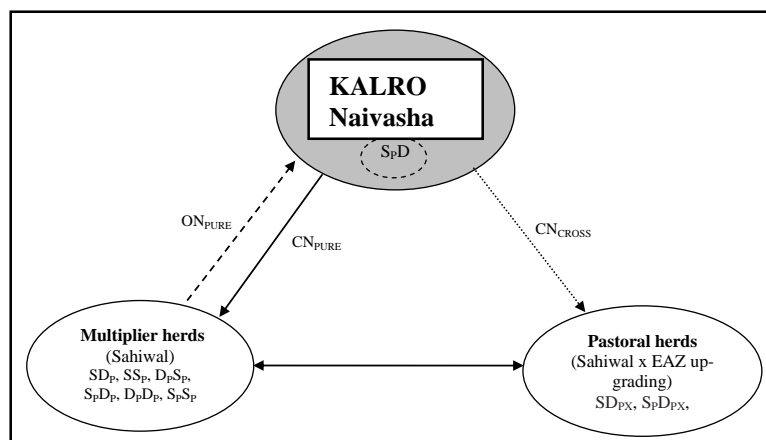 KALRO
Naivasha
SPD
ONPURE
CNPURE
CNCROSS
Multiplier herds
(Sahiwal)
SDP, SSP, DPSP,
SPDP, DPDP, SPSP
Pastoral herds
(Sahiwal x EAZ up-
grading)
SDPX, SPDPX,